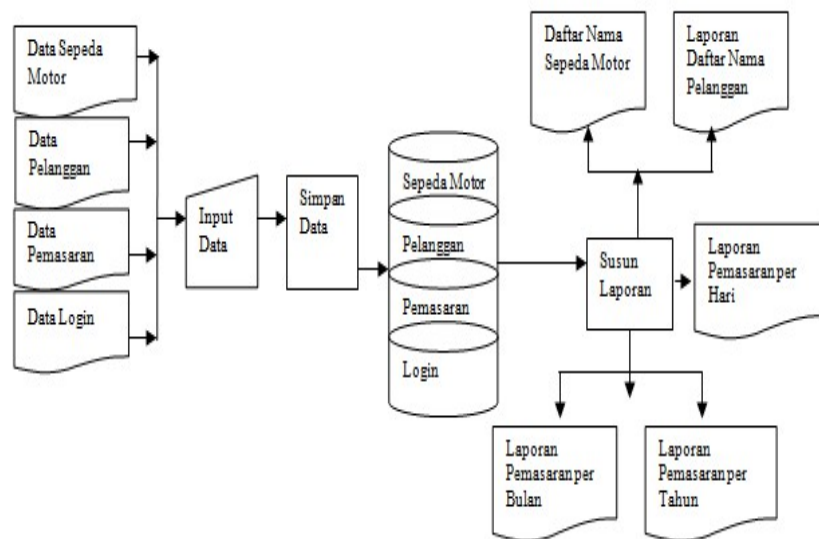 Data Sepeda
Motor
Data
Pelanggan
Data
Pemasaran
Data Login
Input
Data
Simpan
Data
Sepeda Motor
Pelanggan
Pemasaran
Login
Susun
Laporan
Daftar Nama
Sepeda Motor
Laporan
Daftar Nama
Pelanggan
Laporan
Pemasaran per
Hari
Laporan
Pemasaran per
Bulan
Laporan
Pemasaran per
Tahun